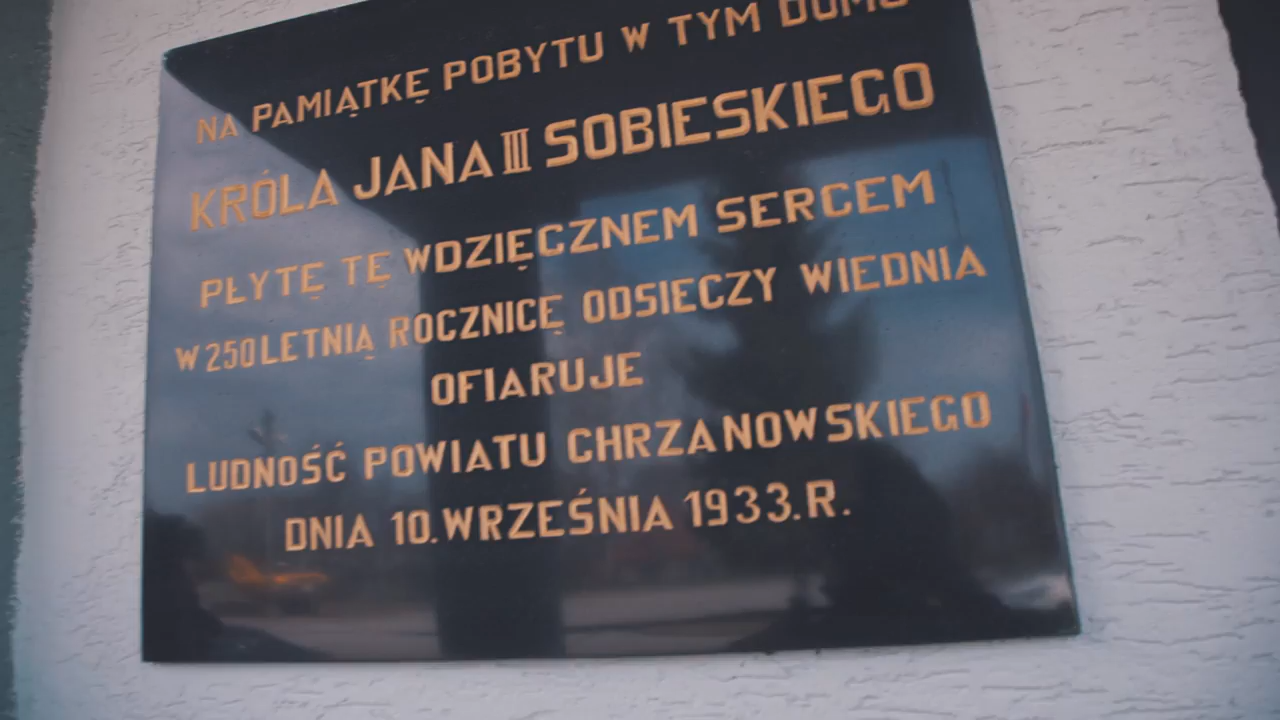 NA PAMIĄTKĘ POBYTU W TYM DOMU
KRÓLA JANA III SOBIESKIEGO
PŁYTĘ TĘ WDZIĘCZNEM SERCEM
W 250 LETNIĄ ROCZNICĘ ODSIECZY WIEDNIA
OFIARUJE
LUDNOŚĆ POWIATU CHRZANOWSKIEGO
DNIA 10. WRZEŚNIA 1933. R.